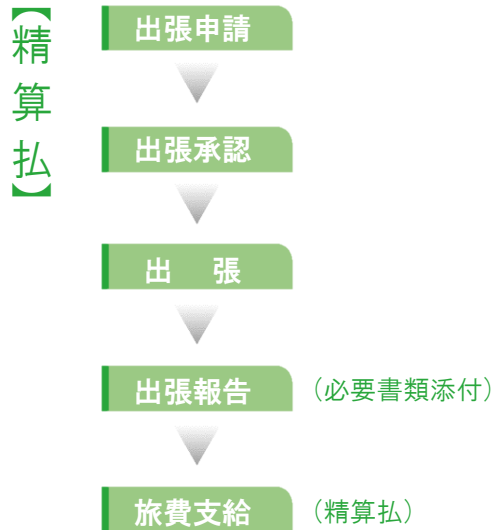 【精算払】
出張申請
出張承認
出　張
出張報告
（必要書類添付）
旅費支給
（精算払）